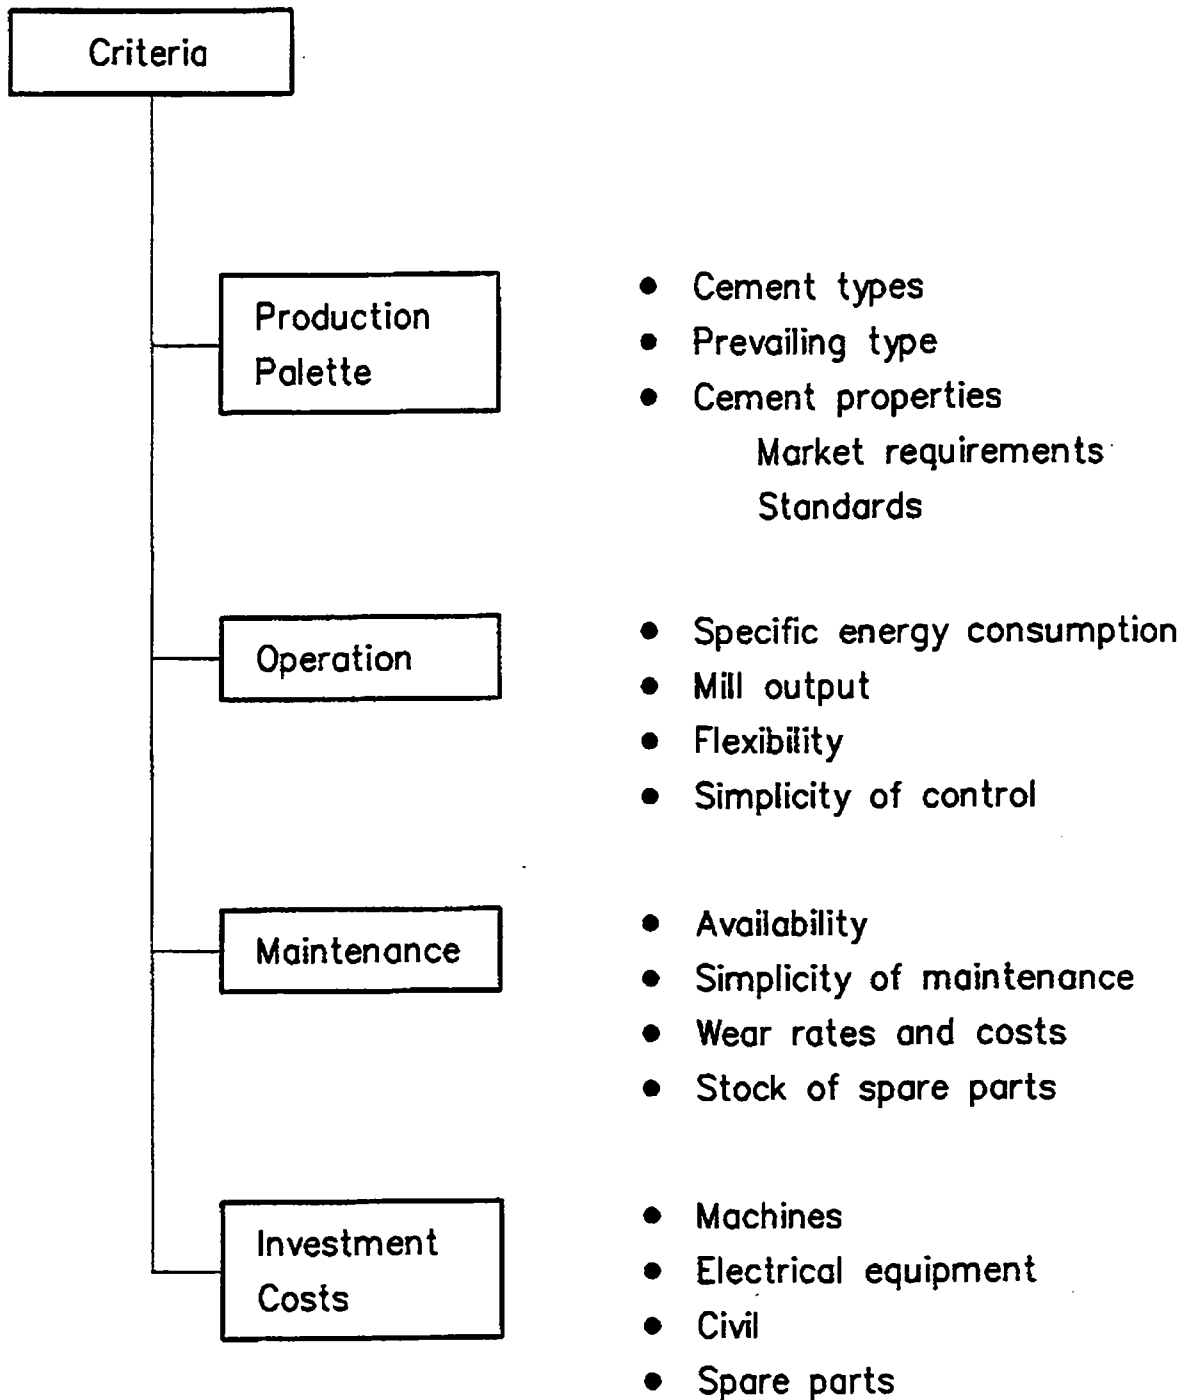 Criteria
Production
Palette
● Cement types
● Prevailing type
● Cement properties
Market requirements
Standards
Operation
● Specific energy consumption
● Mill output
● Flexibility
● Simplicity of control
Maintenance
● Availability
● Simplicity of maintenance
● Wear rates and costs
● Stock of spare parts
Investment
Costs
● Machines
● Electrical equipment
● Civil
● Spare parts